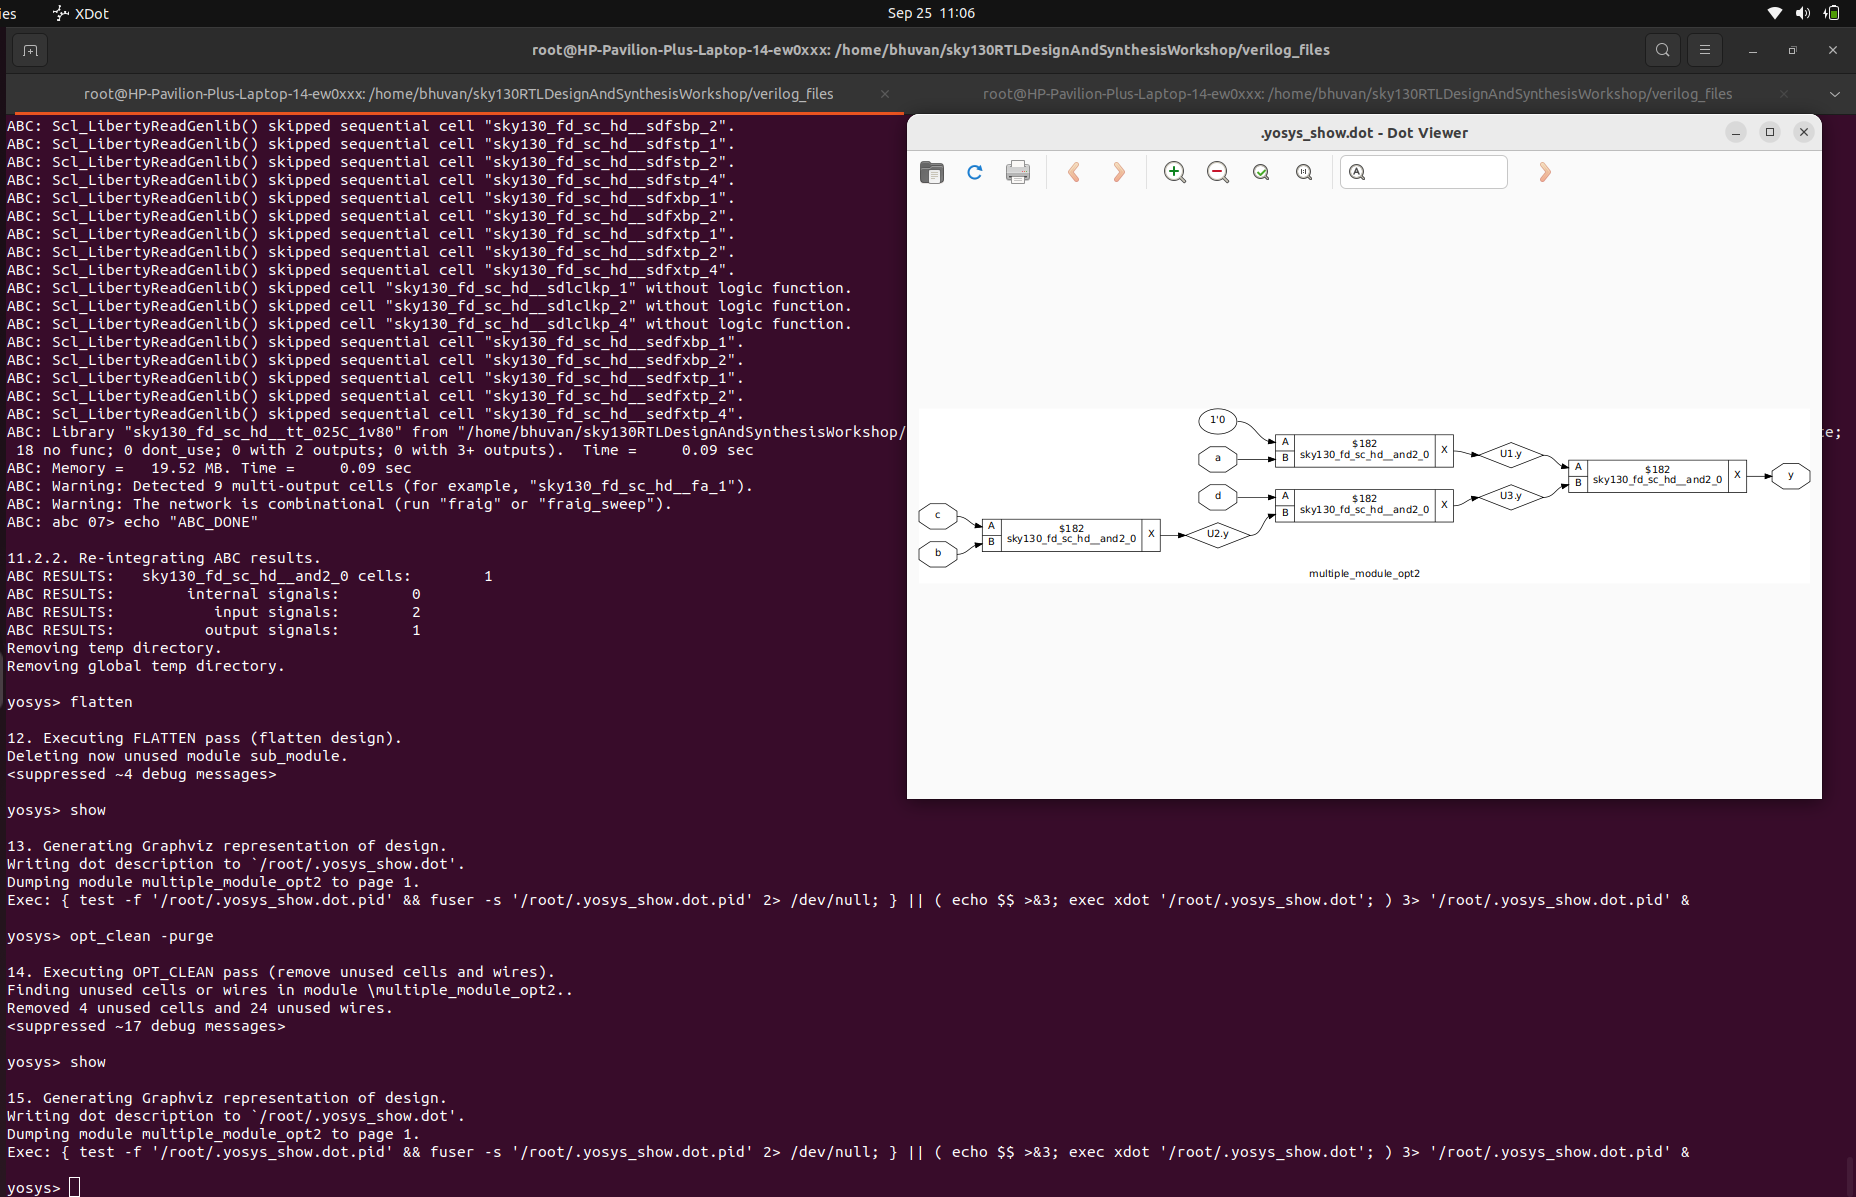 ies XDot Sep 25 11:06
root@HP-Pavilion-Plus-Laptop-14-ew0xxx: /home/bhuvan/sky130RTLDesignAndSynthesisWorkshop/verilog_files
root@HP-Pavilion-Plus-Laptop-14-ew0xxx: /home/bhuvan/sky130RTLDesignAndSynthesisWorkshop/verilog_files × root@HP-Pavilion-Plus-Laptop-14-ew0xxx: /home/bhuvan/sky130RTLDesignAndSynthesisWorkshop/verilog_files ×
ABC: Scl_LibertyReadGenlib() skipped sequential cell "sky130_fd_sc_hd__sdfsbp_2".
ABC: Scl_LibertyReadGenlib() skipped sequential cell "sky130_fd_sc_hd__sdfstp_1".
ABC: Scl_LibertyReadGenlib() skipped sequential cell "sky130_fd_sc_hd__sdfstp_2".
ABC: Scl_LibertyReadGenlib() skipped sequential cell "sky130_fd_sc_hd__sdfstp_4".
ABC: Scl_LibertyReadGenlib() skipped sequential cell "sky130_fd_sc_hd__sdfxbp_1".
ABC: Scl_LibertyReadGenlib() skipped sequential cell "sky130_fd_sc_hd__sdfxbp_2".
ABC: Scl_LibertyReadGenlib() skipped sequential cell "sky130_fd_sc_hd__sdfxtp_1".
ABC: Scl_LibertyReadGenlib() skipped sequential cell "sky130_fd_sc_hd__sdfxtp_2".
ABC: Scl_LibertyReadGenlib() skipped sequential cell "sky130_fd_sc_hd__sdfxtp_4".
ABC: Scl_LibertyReadGenlib() skipped cell "sky130_fd_sc_hd__sdlclkp_1" without logic function.
ABC: Scl_LibertyReadGenlib() skipped cell "sky130_fd_sc_hd__sdlclkp_2" without logic function.
ABC: Scl_LibertyReadGenlib() skipped cell "sky130_fd_sc_hd__sdlclkp_4" without logic function.
ABC: Scl_LibertyReadGenlib() skipped sequential cell "sky130_fd_sc_hd__sedfxbp_1".
ABC: Scl_LibertyReadGenlib() skipped sequential cell "sky130_fd_sc_hd__sedfxbp_2".
ABC: Scl_LibertyReadGenlib() skipped sequential cell "sky130_fd_sc_hd__sedfxtp_1".
ABC: Scl_LibertyReadGenlib() skipped sequential cell "sky130_fd_sc_hd__sedfxtp_2".
ABC: Scl_LibertyReadGenlib() skipped sequential cell "sky130_fd_sc_hd__sedfxtp_4".
ABC: Library "sky130_fd_sc_hd__tt_025C_1v80" from "/home/bhuvan/sky130RTLDesignAndSynthesisWorkshop/ te;
18 no func; 0 dont_use; 0 with 2 outputs; 0 with 3+ outputs). Time = 0.09 sec
ABC: Memory = 19.52 MB. Time = 0.09 sec
ABC: Warning: Detected 9 multi-output cells (for example, "sky130_fd_sc_hd__fa_1").
ABC: Warning: The network is combinational (run "fraig" or "fraig_sweep").
ABC: abc 07> echo "ABC_DONE"
11.2.2. Re-integrating ABC results.
ABC RESULTS: sky130_fd_sc_hd__and2_0 cells: 1
ABC RESULTS: internal signals: 0
ABC RESULTS: input signals: 2
ABC RESULTS: output signals: 1
Removing temp directory.
Removing global temp directory.
yosys> flatten
12. Executing FLATTEN pass (flatten design).
Deleting now unused module sub_module.
<suppressed ~4 debug messages>
yosys> show
13. Generating Graphviz representation of design.
Writing dot description to `/root/.yosys_show.dot'.
Dumping module multiple_module_opt2 to page 1.
Exec: { test -f '/root/.yosys_show.dot.pid' && fuser -s '/root/.yosys_show.dot.pid' 2> /dev/null; } || ( echo $$ >&3; exec xdot '/root/.yosys_show.dot'; ) 3> '/root/.yosys_show.dot.pid' &
yosys> opt_clean -purge
14. Executing OPT_CLEAN pass (remove unused cells and wires).
Finding unused cells or wires in module \multiple_module_opt2..
Removed 4 unused cells and 24 unused wires.
<suppressed ~17 debug messages>
yosys> show
15. Generating Graphviz representation of design.
Writing dot description to `/root/.yosys_show.dot'.
Dumping module multiple_module_opt2 to page 1.
Exec: { test -f '/root/.yosys_show.dot.pid' && fuser -s '/root/.yosys_show.dot.pid' 2> /dev/null; } || ( echo $$ >&3; exec xdot '/root/.yosys_show.dot'; ) 3> '/root/.yosys_show.dot.pid' &
yosys>
.yosys_show.dot - Dot Viewer
1'0
a
A
B
$182
sky130_fd_sc_hd__and2_0
X
U1.y
d
A
B
$182
sky130_fd_sc_hd__and2_0
X
U3.y
A
B
$182
sky130_fd_sc_hd__and2_0
X
y
c
b
A
B
$182
sky130_fd_sc_hd__and2_0
X
U2.y
multiple_module_opt2